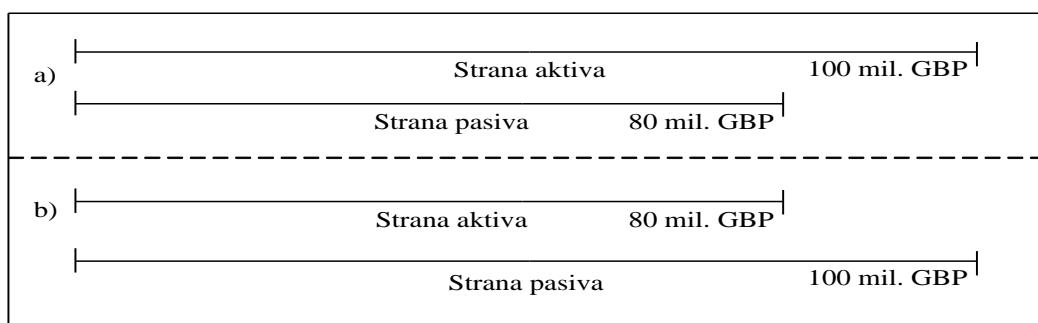 a)
Strana aktiva 100 mil. GBP
Strana pasiva 80 mil. GBP
b)
Strana aktiva 80 mil. GBP
Strana pasiva 100 mil. GBP